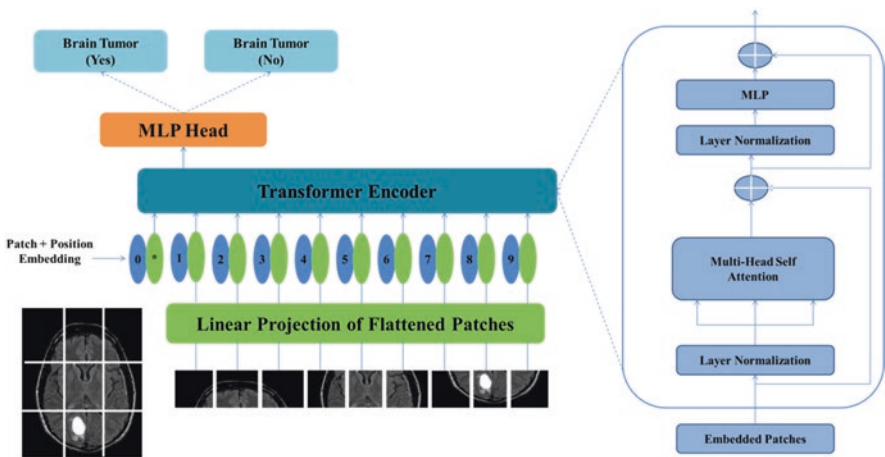 Brain Tumor
(Yes)
Brain Tumor
(No)
MLP Head
Transformer Encoder
Patch + Position
Embedding
0 * 1 2 3 4 5 6 7 8 9
Linear Projection of Flattened Patches
MLP
Layer Normalization
Multi-Head Self
Attention
Layer Normalization
Embedded Patches